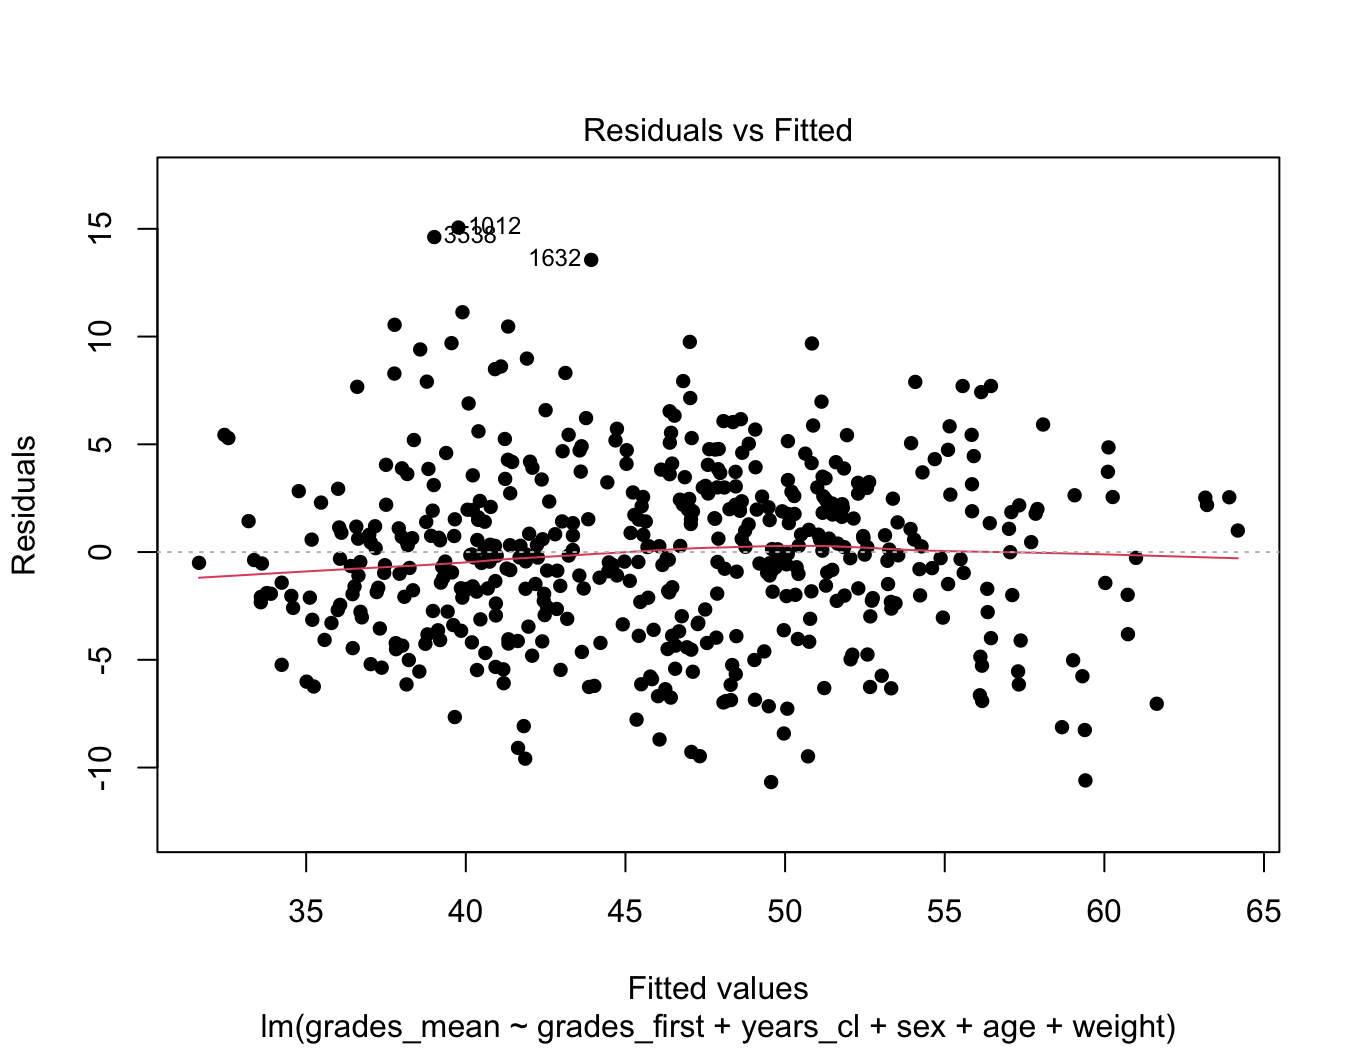 Residuals vs Fitted
Residuals
15
10
5
0
-5
-10
1012
3538
1632
35 40 45 50 55 60 65
Fitted values
lm(grades_mean ~ grades_first + years_cl + sex + age + weight)